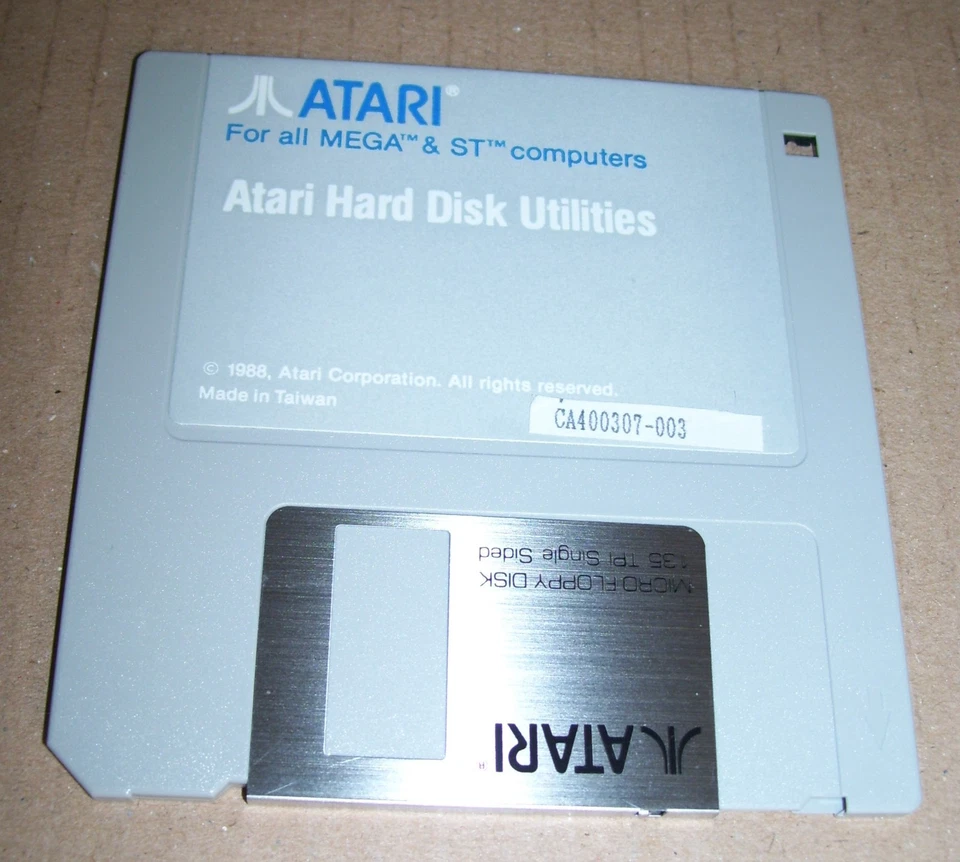 ATARI®
For all MEGA™ & ST™ computers
Atari Hard Disk Utilities
© 1988, Atari Corporation. All rights reserved.
Made in Taiwan
CA400307-003
ATARI®
MICRO FLOPPY DISK
135 TPI Single Sided